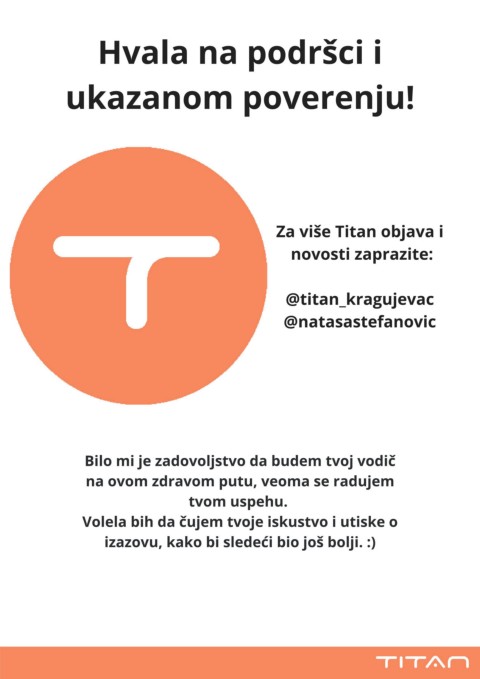 Hvala na podršci i
ukazanom poverenju!
Za više Titan objava i
novosti zaprazite:
@titan_kragujevac
@natasastefanovic
Bilo mi je zadovoljstvo da budem tvoj vodič
na ovom zdravom putu, veoma se radujem
tvom uspehu.
Volela bih da čujem tvoje iskustvo i utiske o
izazovu, kako bi sledeći bio još bolji. :)
TITAN